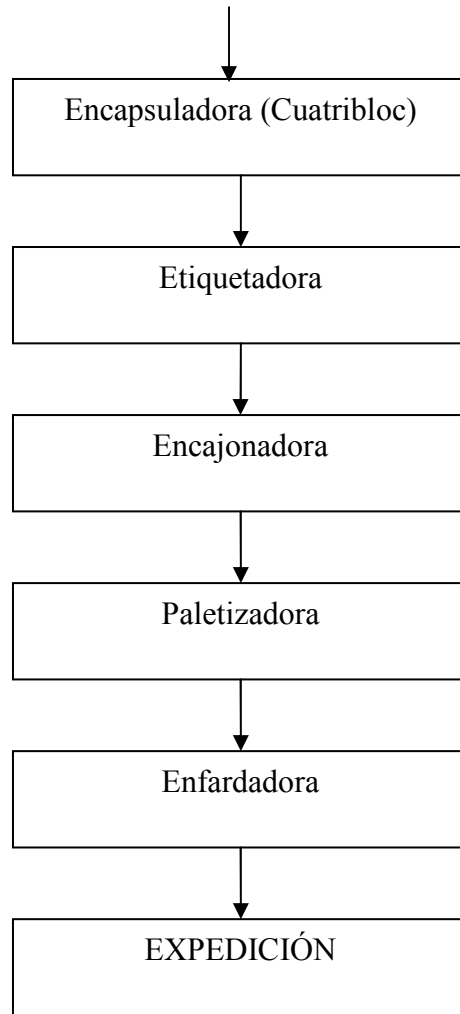 Encapsuladora (Cuatribloc)
Etiquetadora
Encajonadora
Paletizadora
Enfardadora
EXPEDICIÓN